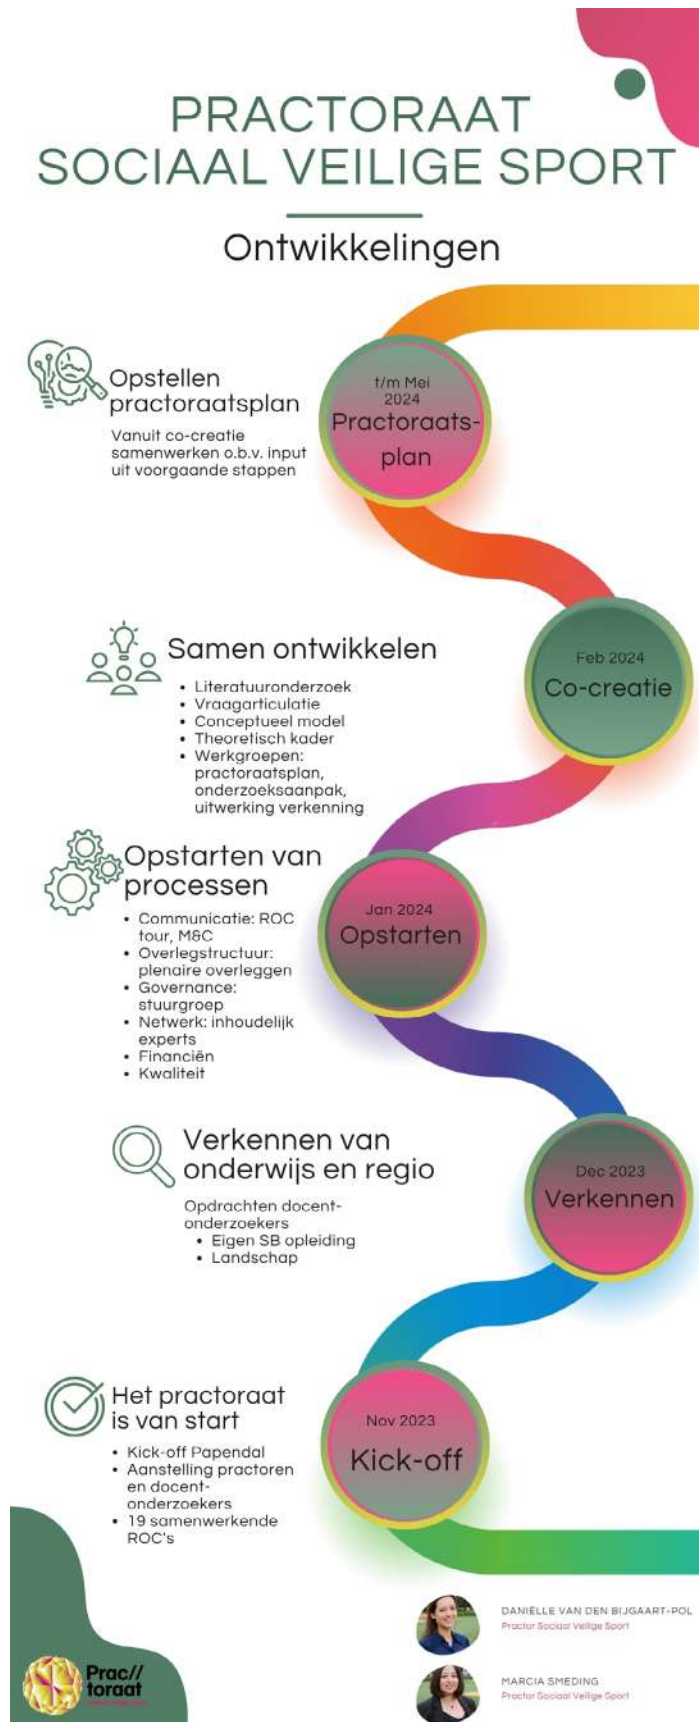 PRACTORAAT
SOCIAAL VEILIGE SPORT
Ontwikkelingen
Opstellen
practoraatsplan
Vanuit co-creatie
samenwerken o.b.v. input
uit voorgaande stappen
t/m Mei
2024
Practoraats-
plan
Samen ontwikkelen
• Literatuuronderzoek
• Vraagarticulatie
• Conceptueel model
• Theoretisch kader
• Werkgroepen:
practoraatsplan,
onderzoeksaanpak,
uitwerking verkenning
Feb 2024
Co-creatie
Opstarten van
processen
• Communicatie: ROC
tour, M&C
• Overlegstructuur:
plenaire overleggen
• Governance:
stuurgroep
• Netwerk: inhoudelijk
experts
• Financiën
• Kwaliteit
Jan 2024
Opstarten
Verkennen van
onderwijs en regio
Opdrachten docent-
onderzoekers
• Eigen SB opleiding
• Landschap
Dec 2023
Verkennen
Het practoraat
is van start
• Kick-off Papendal
• Aanstelling practoren
en docent-
onderzoekers
• 19 samenwerkende
ROC's
Nov 2023
Kick-off
DANIËLLE VAN DEN BIJGAART-POL
Practor Sociaal Veilige Sport
MARCIA SMEDING
Practor Sociaal Veilige Sport
Prac//
toraat